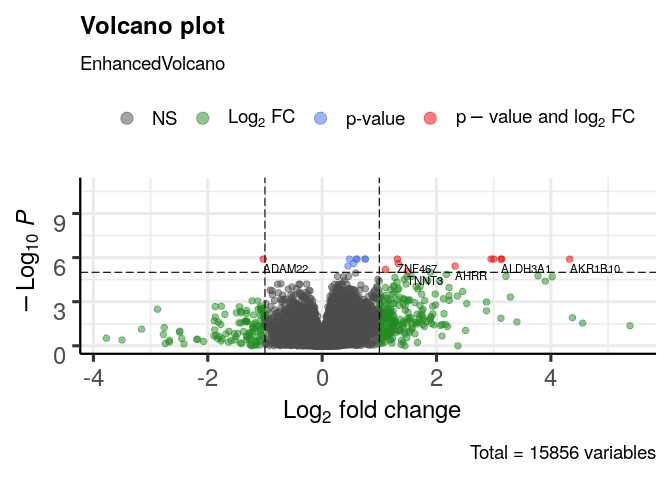 Volcano plot
EnhancedVolcano
NS Log₂ FC p-value p − value and log₂ FC
− Log₁₀ P
9
6
3
0
ADAM22 ZNF467 ALDH3A1 AKR1B10
TNNT3 AHRR
-4 -2 0 2 4
Log₂ fold change
Total = 15856 variables